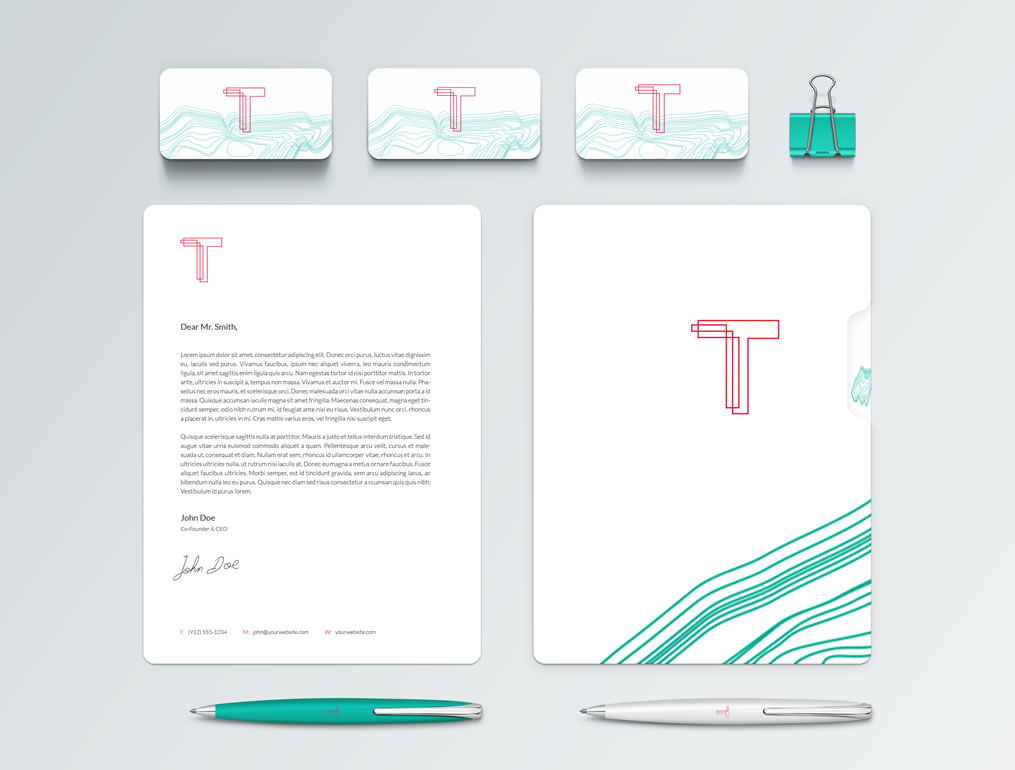 T
T
T
T
Dear Mr. Smith,
Lorem ipsum dolor sit amet, consectetur adipiscing elit. Donec orci purus, luctus vitae dignissim
eu, iaculis sed purus. Vivamus faucibus, ipsum nec aliquet viverra, leo mauris condimentum
ligula, sit amet sagittis enim ligula quis arcu. Nam egestas tortor id nisi porttitor mattis. In tortor
ante, ultricies in suscipit a, tempus non massa. Vivamus et auctor mi. Fusce vel massa nulla. Pha-
sellus nec eros mauris, et scelerisque orci. Donec malesuada orci vitae nulla accumsan porta a id
massa. Quisque accumsan iaculis magna sit amet fringilla. Maecenas consequat, magna eget tin-
cidunt semper, odio nibh rutrum mi, id feugiat ante nisi eu risus. Vestibulum nunc orci, rhoncus
a placerat in, ultricies in mi. Cras mattis varius eros, vel fringilla nisi suscipit eget.
Quisque scelerisque sagittis nulla at porttitor. Mauris a justo et tellus interdum tristique. Sed id
augue vitae urna euismod commodo aliquet a quam. Pellentesque arcu velit, cursus et male-
suada ut, consequat et diam. Nullam erat sem, rhoncus id ullamcorper vitae, rhoncus et arcu. In
ultricies ultricies nulla, ut rutrum nisi iaculis at. Donec eu magna a metus ornare faucibus. Fusce
aliquet faucibus ultricies. Morbi semper, est id tincidunt gravida, sem arcu adipiscing lacus, ac
bibendum nulla leo eu purus. Quisque nec diam sed risus consectetur a ccumsan quis quis nibh.
Vestibulum id purus lorem.
John Doe
Co-Founder & CEO
John Doe
T: (912) 555-1234 M: john@yourwebsite.com W: yourwebsite.com
T
T
T